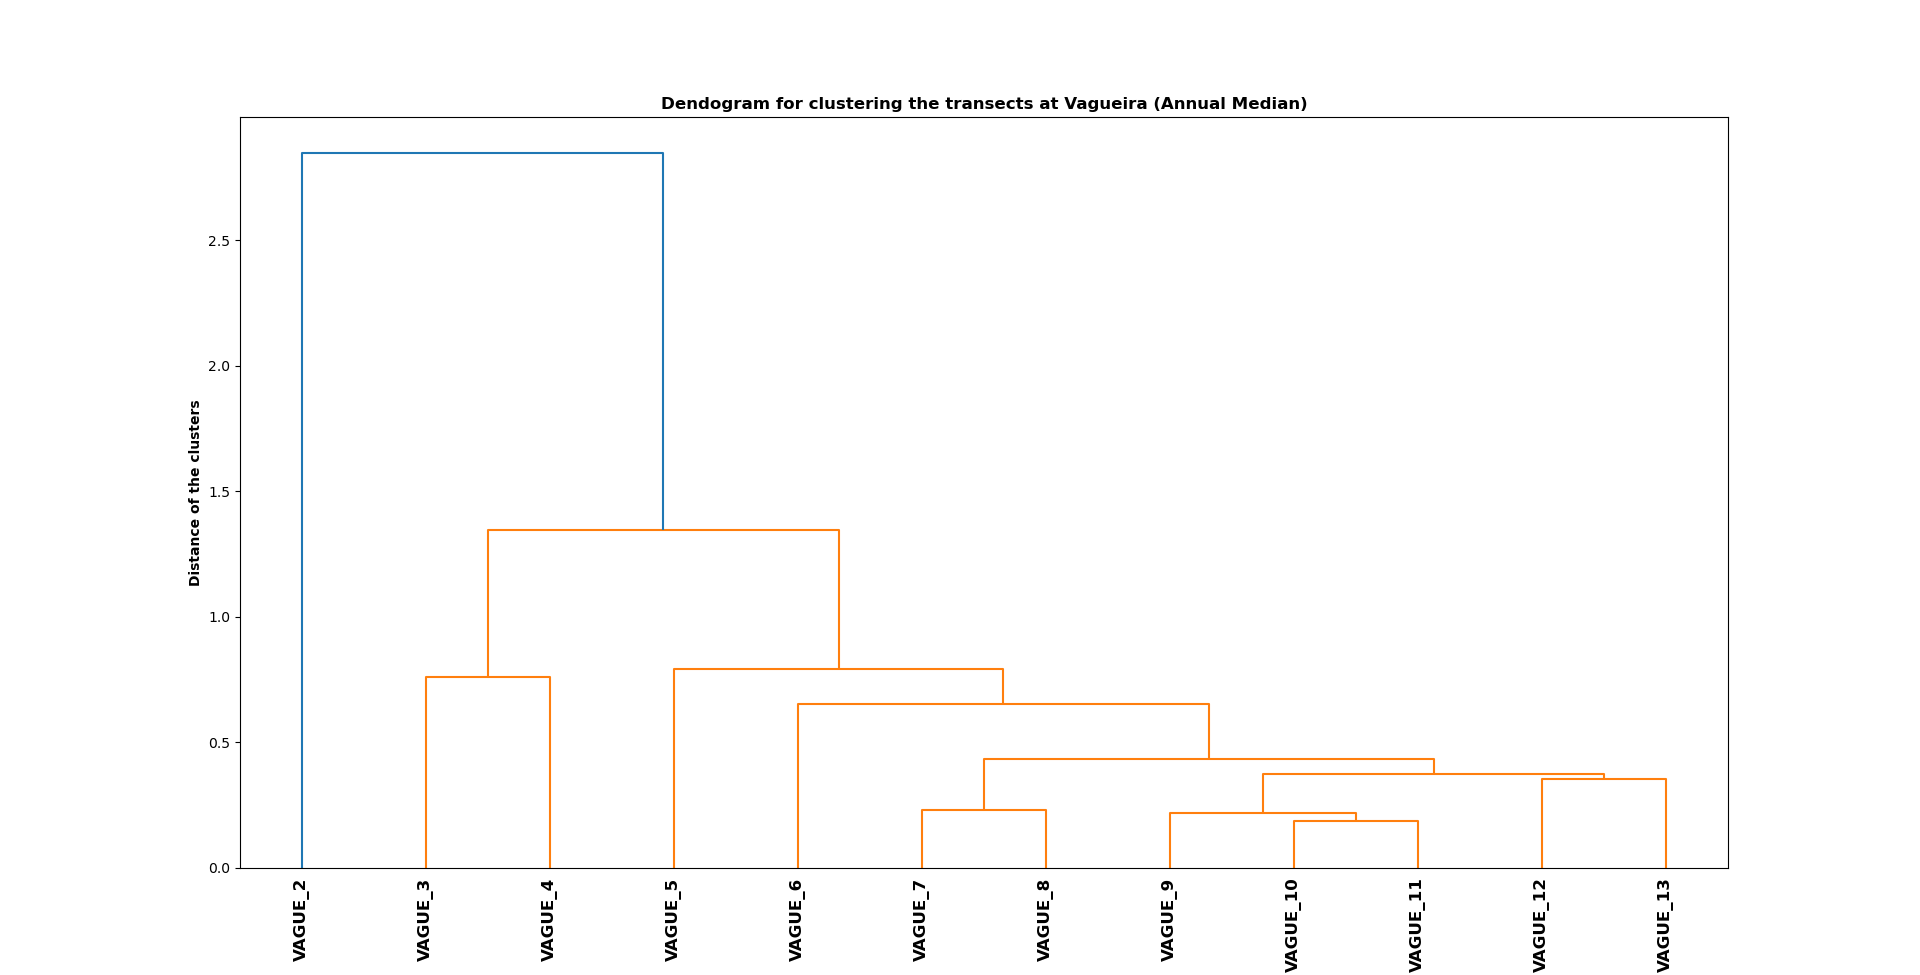 Dendogram for clustering the transects at Vagueira (Annual Median)
Distance of the clusters
2.5
2.0
1.5
1.0
0.5
0.0
VAGUE_2
VAGUE_3
VAGUE_4
VAGUE_5
VAGUE_6
VAGUE_7
VAGUE_8
VAGUE_9
VAGUE_10
VAGUE_11
VAGUE_12
VAGUE_13